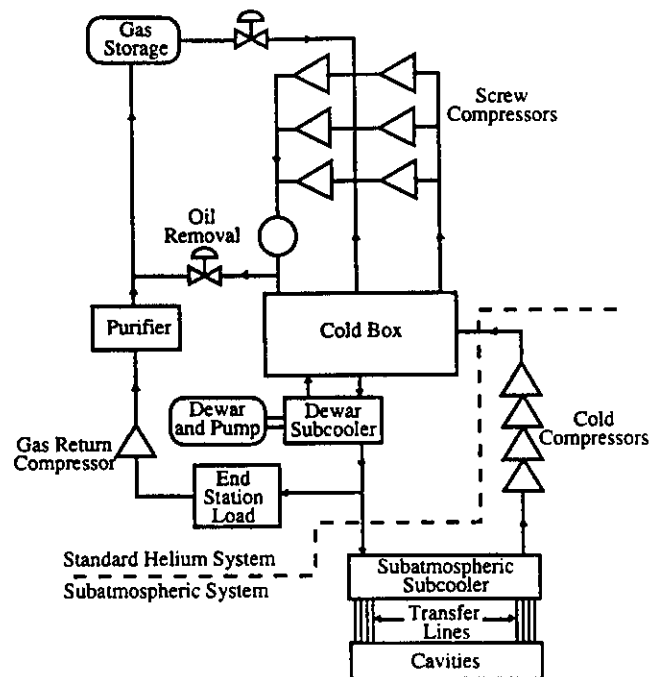 Gas
Storage
Screw
Compressors
Oil
Removal
Purifier
Cold Box
Dewar
and Pump
Dewar
Subcooler
Cold
Compressors
Gas Return
Compressor
End
Station
Load
Standard Helium System
Subatmospheric System
Subatmospheric
Subcooler
Transfer
Lines
Cavities